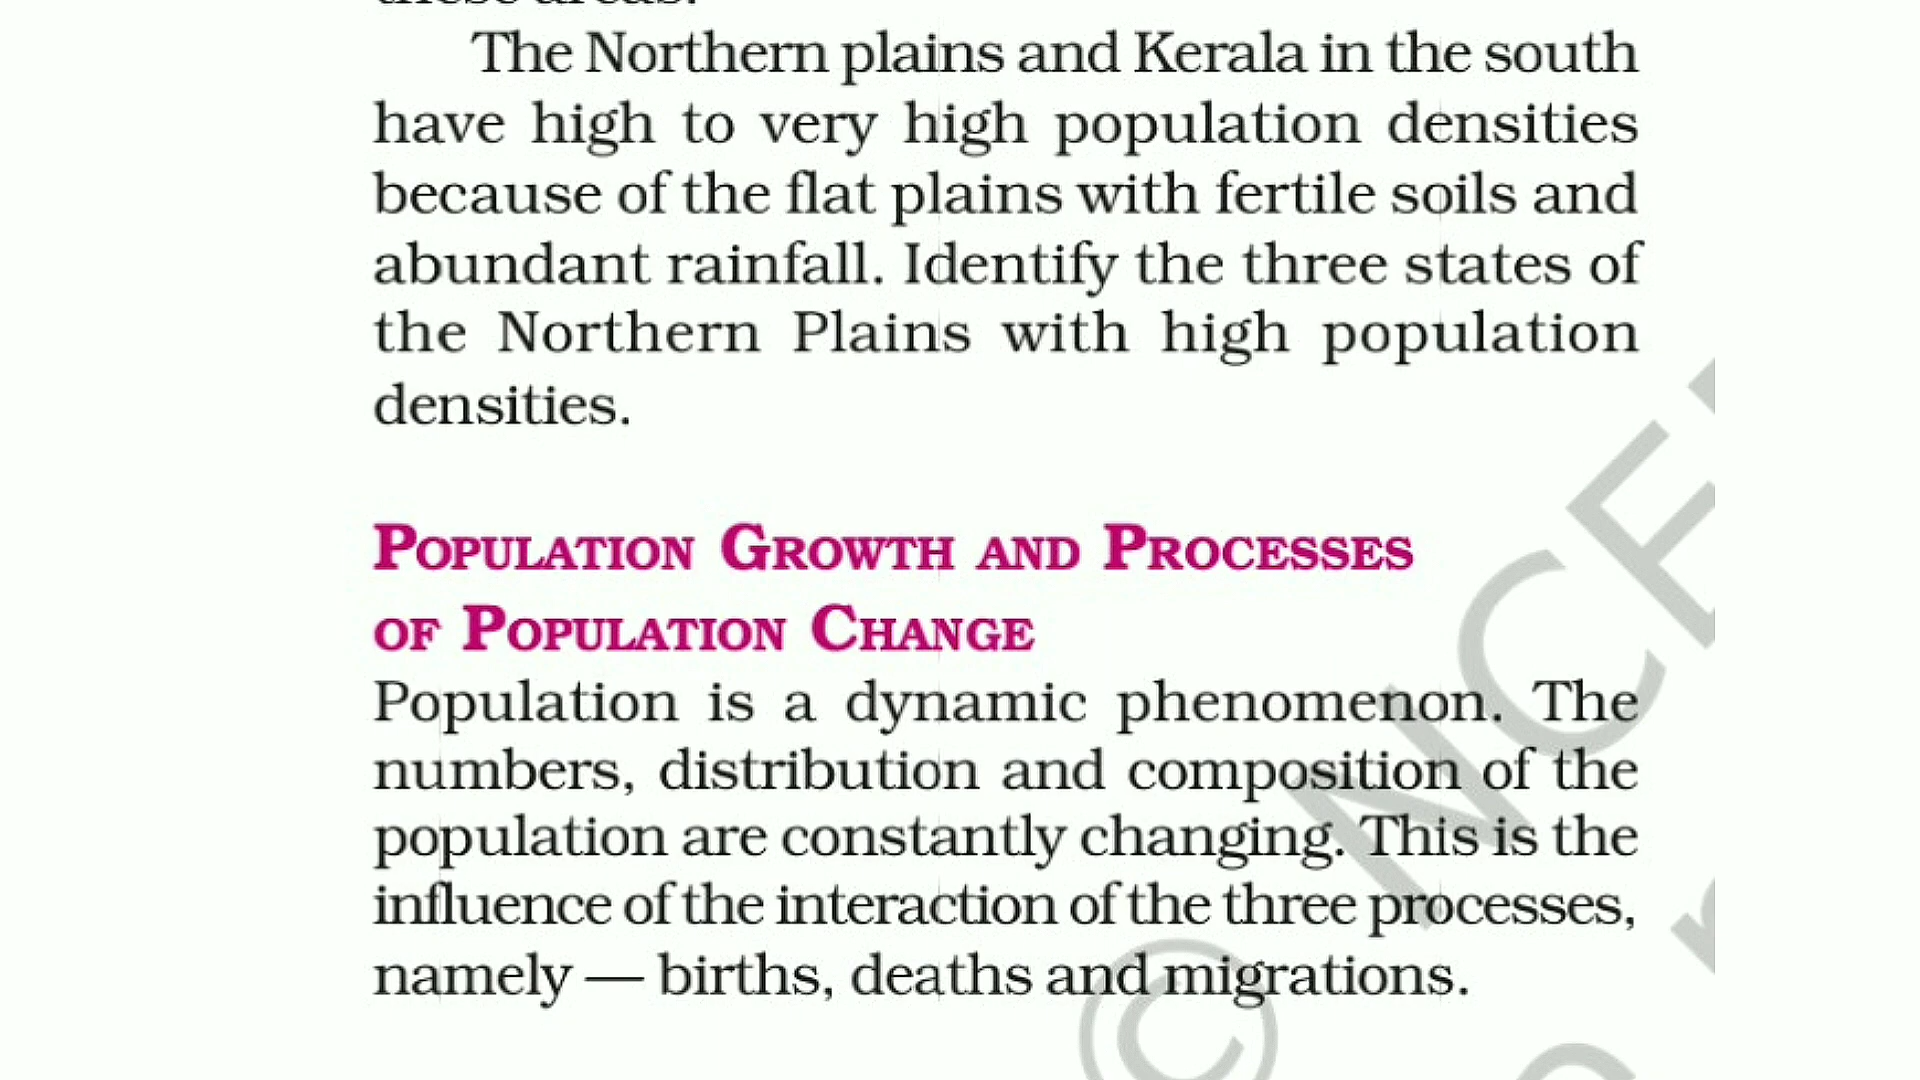 these areas.
The Northern plains and Kerala in the south
have high to very high population densities
because of the flat plains with fertile soils and
abundant rainfall. Identify the three states of
the Northern Plains with high population
densities.
POPULATION GROWTH AND PROCESSES
OF POPULATION CHANGE
Population is a dynamic phenomenon. The
numbers, distribution and composition of the
population are constantly changing. This is the
influence of the interaction of the three processes,
namely — births, deaths and migrations.
© NCE